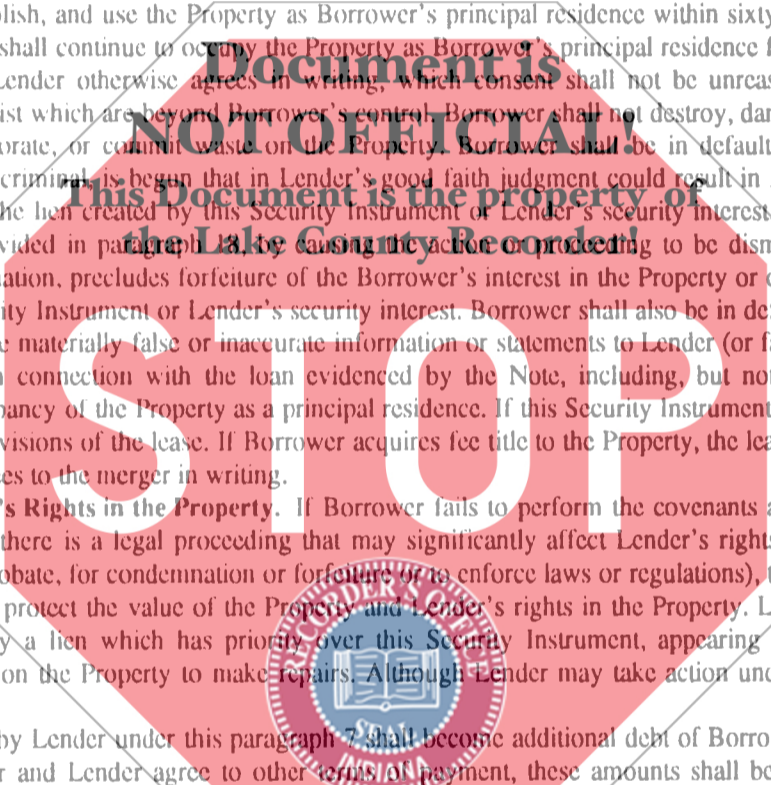 lish, and use the Property as Borrower's principal residence within sixty
shall continue to occupy the Property as Borrower's principal residence f
Lender otherwise agrees in writing, which consent shall not be unreas
Document is
ist which are beyond Borrower's control. Borrower shall not destroy, dam
NOT OFFICIAL!
orate, or commit waste on the Property. Borrower shall be in default
criminal, is begun that in Lender's good faith judgment could result in
This Document is the property of
he lien created by this Security Instrument or Lender's security interest
the Lake County Recorder!
vided in paragraph 18, by causing the action or proceeding to be dism
nation, precludes forfeiture of the Borrower's interest in the Property or
ity Instrument or Lender's security interest. Borrower shall also be in de
e materially false or inaccurate information or statements to Lender (or f
STOP
connection with the loan evidenced by the Note, including, but no
pancy of the Property as a principal residence. If this Security Instrument
visions of the lease. If Borrower acquires fee title to the Property, the lea
es to the merger in writing.
's Rights in the Property. If Borrower fails to perform the covenants a
there is a legal proceeding that may significantly affect Lender's rights
obate, for condemnation or forfeiture or to enforce laws or regulations), t
protect the value of the Property and Lender's rights in the Property. L
y a lien which has priority over this Security Instrument, appearing
on the Property to make repairs. Although Lender may take action und
RECORDER'S OFFICE
SEAL
INDIANA
by Lender under this paragraph 7 shall become additional debt of Borro
r and Lender agree to other terms of payment, these amounts shall be